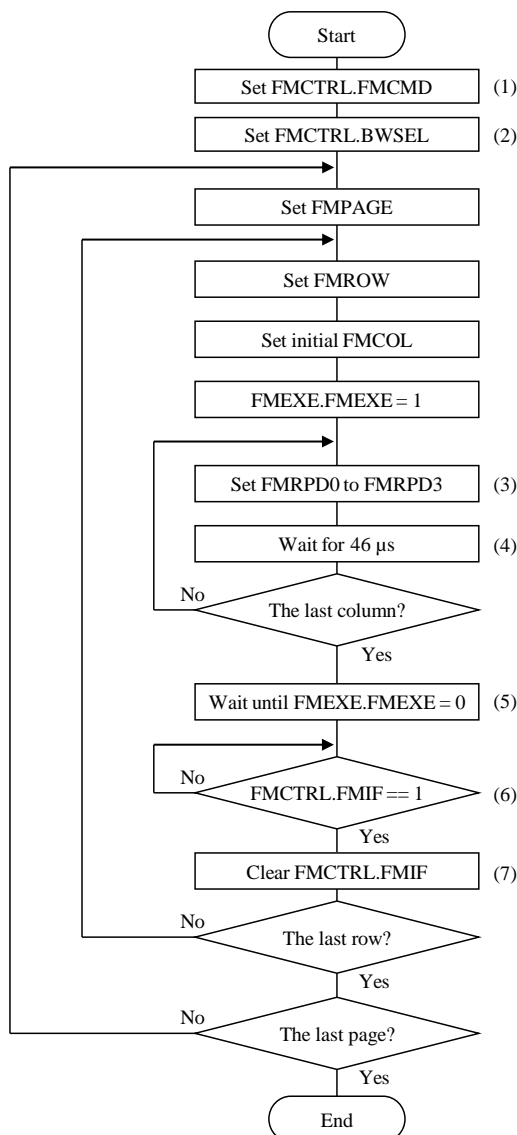 Start
Set FMCTRL.FMCMD (1)
Set FMCTRL.BWSEL (2)
Set FMPAGE
Set FMROW
Set initial FMCOL
FMEXE.FMEXE = 1
Set FMRPD0 to FMRPD3 (3)
Wait for 46 µs (4)
No
The last column?
Yes
Wait until FMEXE.FMEXE = 0 (5)
No
FMCTRL.FMIF == 1 (6)
Yes
Clear FMCTRL.FMIF (7)
No
The last row?
Yes
No
The last page?
Yes
End